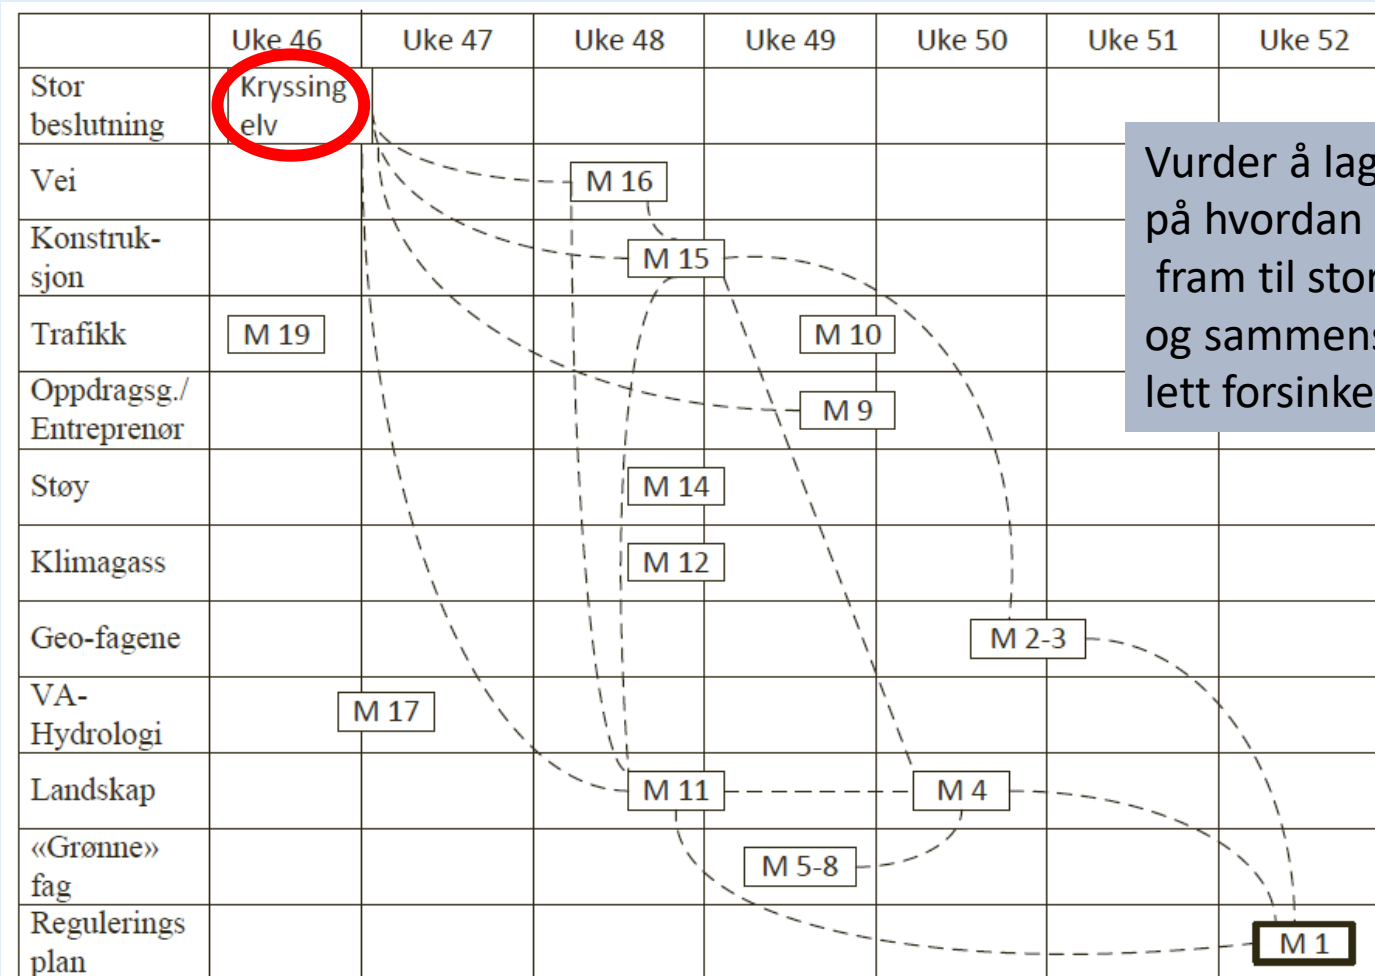 Uke 46 Uke 47 Uke 48 Uke 49 Uke 50 Uke 51 Uke 52
Stor
beslutning
Kryssing
elv
Vei
M 16
Konstruk-
sjon
M 15
Trafikk
M 19 M 10
Oppdragsg./
Entreprenør
M 9
Støy
M 14
Klimagass
M 12
Geo-fagene
M 2-3
VA-
Hydrologi
M 17
Landskap
M 11 M 4
«Grønne»
fag
M 5-8
Regulerings
plan
M 1
Vurder å lag
på hvordan
fram til stor
og sammens
lett forsinke